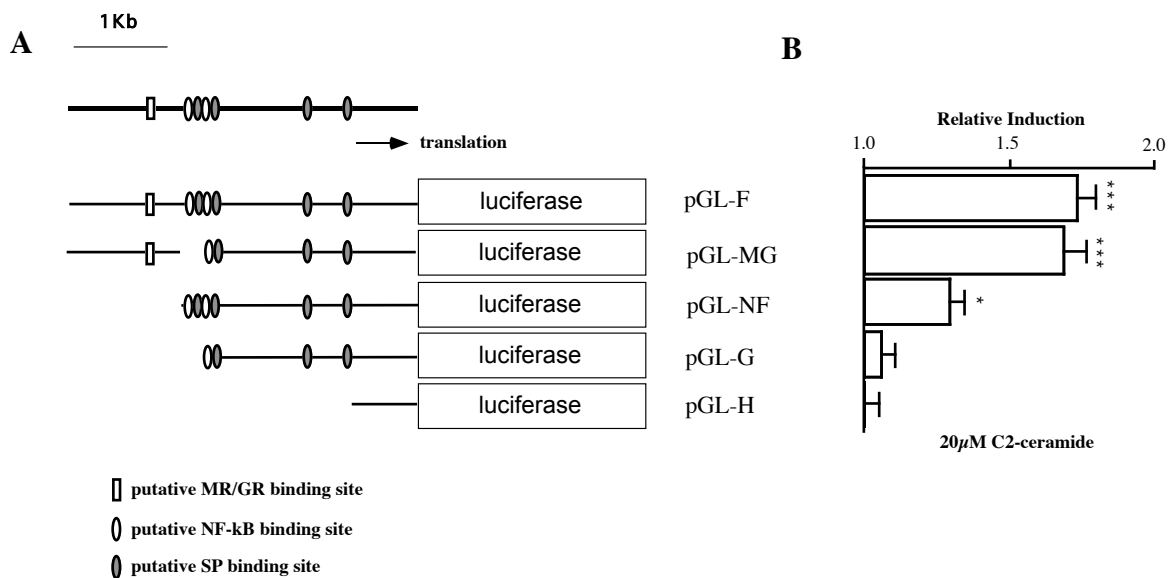 1Kb
A
translation
luciferase pGL-F
luciferase pGL-MG
luciferase pGL-NF
luciferase pGL-G
luciferase pGL-H
putative MR/GR binding site
putative NF-kB binding site
putative SP binding site
B
Relative Induction
1.0 1.5 2.0
***
***
*
20μM C2-ceramide